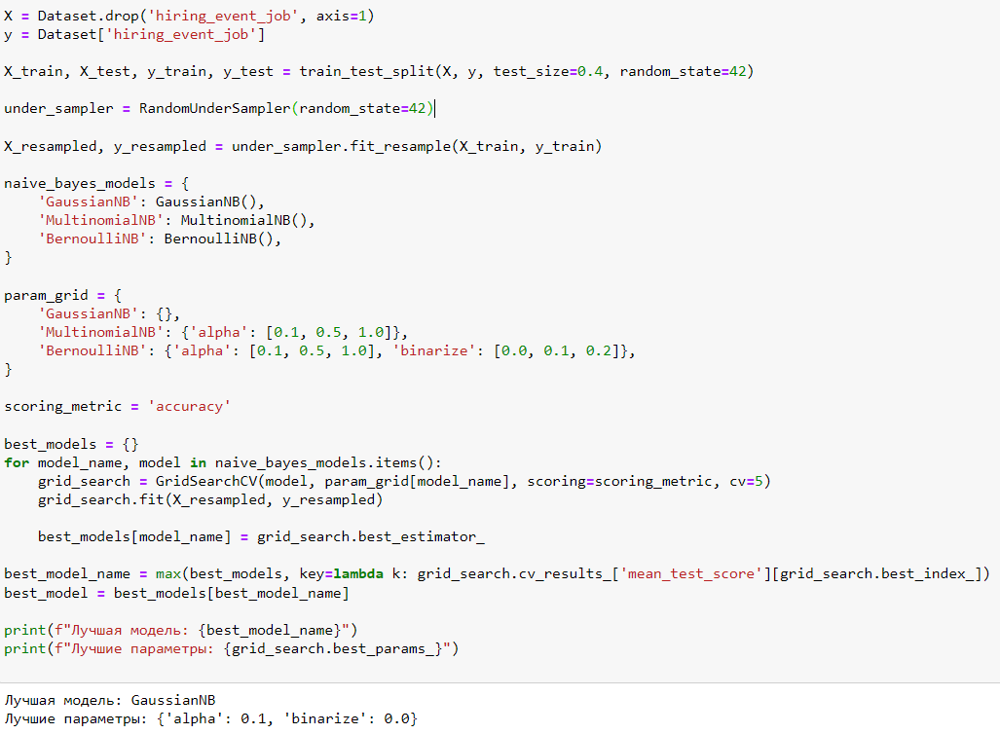 X = Dataset.drop('hiring_event_job', axis=1)
y = Dataset['hiring_event_job']

X_train, X_test, y_train, y_test = train_test_split(X, y, test_size=0.4, random_state=42)

under_sampler = RandomUnderSampler(random_state=42)

X_resampled, y_resampled = under_sampler.fit_resample(X_train, y_train)

naive_bayes_models = {
    'GaussianNB': GaussianNB(),
    'MultinomialNB': MultinomialNB(),
    'BernoulliNB': BernoulliNB(),
}

param_grid = {
    'GaussianNB': {},
    'MultinomialNB': {'alpha': [0.1, 0.5, 1.0]},
    'BernoulliNB': {'alpha': [0.1, 0.5, 1.0], 'binarize': [0.0, 0.1, 0.2]},
}

scoring_metric = 'accuracy'

best_models = {}
for model_name, model in naive_bayes_models.items():
    grid_search = GridSearchCV(model, param_grid[model_name], scoring=scoring_metric, cv=5)
    grid_search.fit(X_resampled, y_resampled)

    best_models[model_name] = grid_search.best_estimator_

best_model_name = max(best_models, key=lambda k: grid_search.cv_results_['mean_test_score'][grid_search.best_index_])
best_model = best_models[best_model_name]

print(f"Лучшая модель: {best_model_name}")
print(f"Лучшие параметры: {grid_search.best_params_}")

Лучшая модель: GaussianNB
Лучшие параметры: {'alpha': 0.1, 'binarize': 0.0}